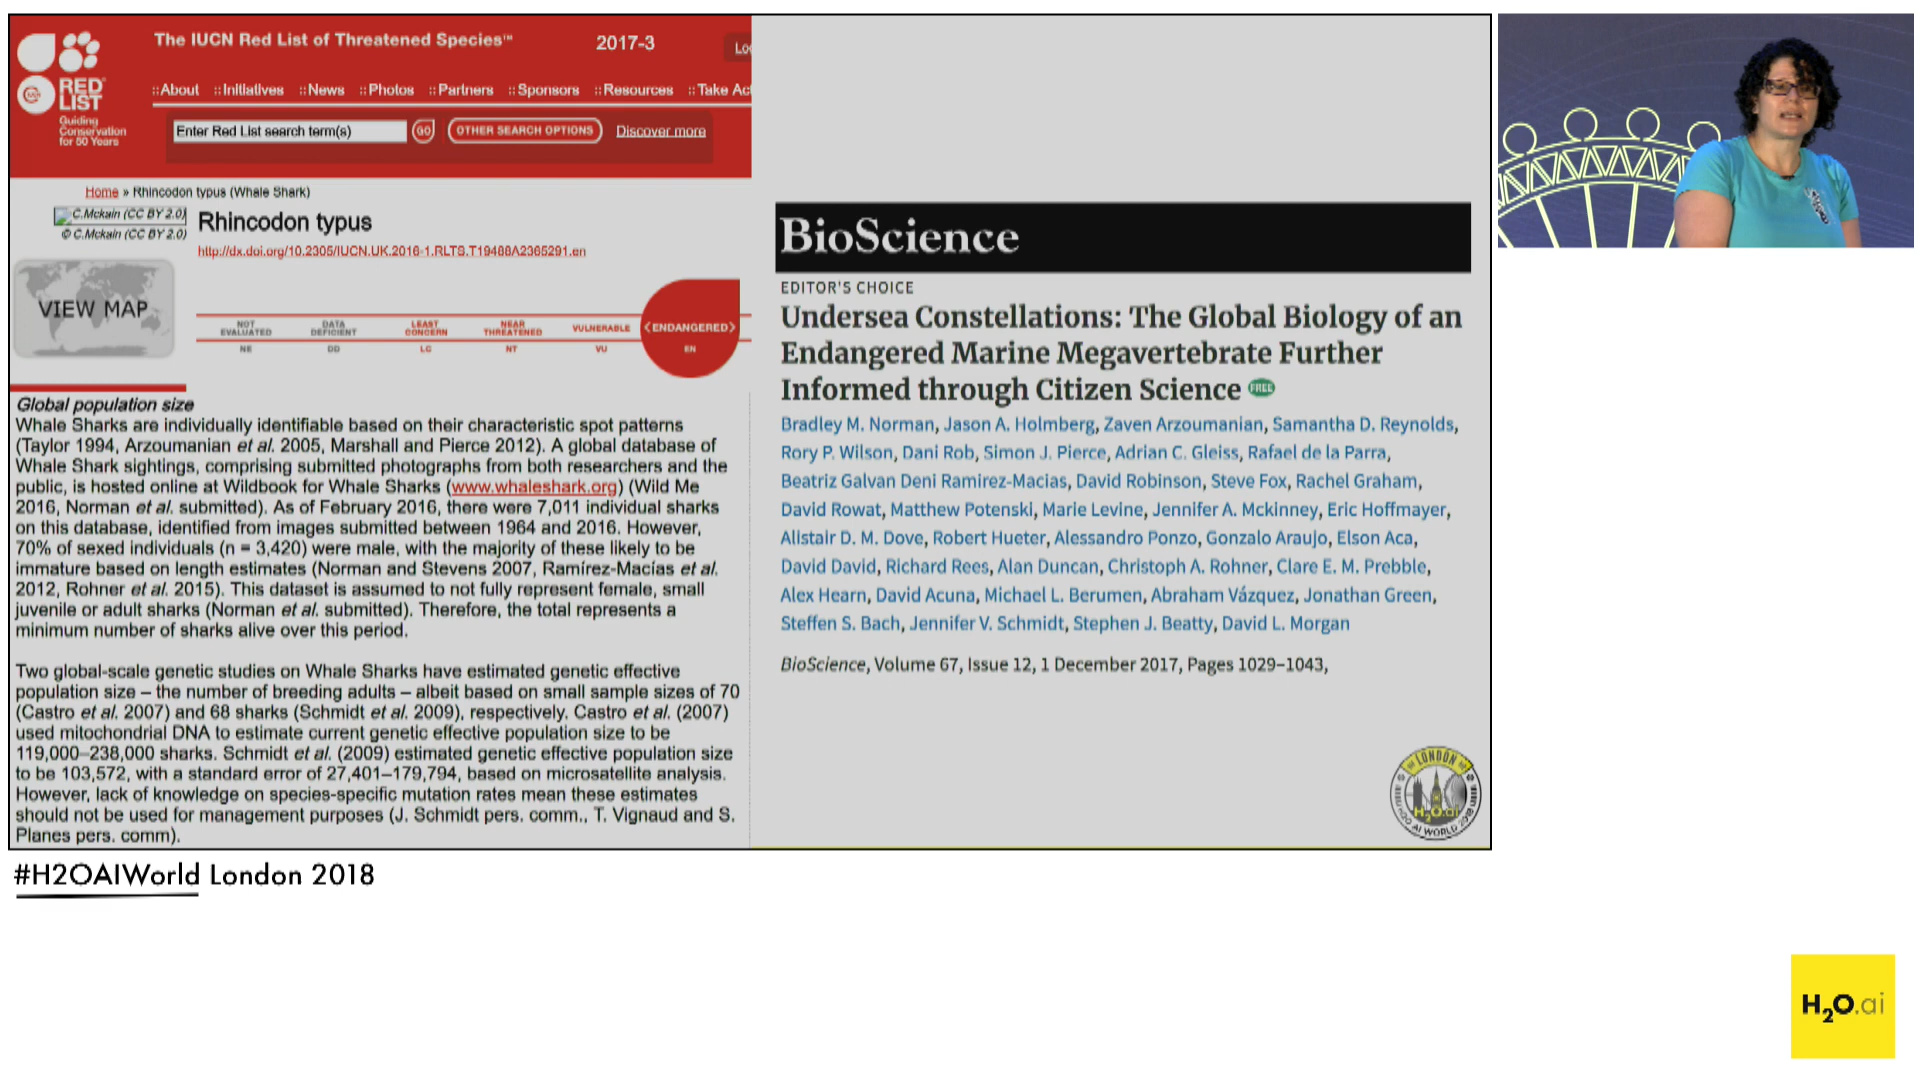 The IUCN Red List of Threatened Species™
2017-3
RED
LIST
Guiding
Conservation
for 50 Years
::About ::Initiatives ::News ::Photos ::Partners ::Sponsors ::Resources ::Take Act
Enter Red List search term(s)
GO
OTHER SEARCH OPTIONS
Discover more
Home » Rhincodon typus (Whale Shark)
C.Mckain (CC BY 2.0)
© C.Mckain (CC BY 2.0)
Rhincodon typus
http://dx.doi.org/10.2305/IUCN.UK.2016-1.RLTS.T19488A2365291.en
VIEW MAP
NOT EVALUATED
DATA DEFICIENT
LEAST CONCERN
NEAR THREATENED
VULNERABLE
<ENDANGERED>
NE
DD
LC
NT
VU
EN
Global population size
Whale Sharks are individually identifiable based on their characteristic spot patterns
(Taylor 1994, Arzoumanian et al. 2005, Marshall and Pierce 2012). A global database of
Whale Shark sightings, comprising submitted photographs from both researchers and the
public, is hosted online at Wildbook for Whale Sharks (www.whaleshark.org) (Wild Me
2016, Norman et al. submitted). As of February 2016, there were 7,011 individual sharks
on this database, identified from images submitted between 1964 and 2016. However,
70% of sexed individuals (n = 3,420) were male, with the majority of these likely to be
immature based on length estimates (Norman and Stevens 2007, Ramírez-Macías et al.
2012, Rohner et al. 2015). This dataset is assumed to not fully represent female, small
juvenile or adult sharks (Norman et al. submitted). Therefore, the total represents a
minimum number of sharks alive over this period.
Two global-scale genetic studies on Whale Sharks have estimated genetic effective
population size – the number of breeding adults – albeit based on small sample sizes of 70
(Castro et al. 2007) and 68 sharks (Schmidt et al. 2009), respectively. Castro et al. (2007)
used mitochondrial DNA to estimate current genetic effective population size to be
119,000–238,000 sharks. Schmidt et al. (2009) estimated genetic effective population size
to be 103,572, with a standard error of 27,401–179,794, based on microsatellite analysis.
However, lack of knowledge on species-specific mutation rates mean these estimates
should not be used for management purposes (J. Schmidt pers. comm., T. Vignaud and S.
Planes pers. comm).
BioScience
EDITOR'S CHOICE
Undersea Constellations: The Global Biology of an
Endangered Marine Megavertebrate Further
Informed through Citizen Science FREE
Bradley M. Norman, Jason A. Holmberg, Zaven Arzoumanian, Samantha D. Reynolds,
Rory P. Wilson, Dani Rob, Simon J. Pierce, Adrian C. Gleiss, Rafael de la Parra,
Beatriz Galvan Deni Ramirez-Macias, David Robinson, Steve Fox, Rachel Graham,
David Rowat, Matthew Potenski, Marie Levine, Jennifer A. Mckinney, Eric Hoffmayer,
Alistair D. M. Dove, Robert Hueter, Alessandro Ponzo, Gonzalo Araujo, Elson Aca,
David David, Richard Rees, Alan Duncan, Christoph A. Rohner, Clare E. M. Prebble,
Alex Hearn, David Acuna, Michael L. Berumen, Abraham Vázquez, Jonathan Green,
Steffen S. Bach, Jennifer V. Schmidt, Stephen J. Beatty, David L. Morgan
BioScience, Volume 67, Issue 12, 1 December 2017, Pages 1029–1043,
LONDON
H2O.ai
H2O AI WORLD 2018
#H2OAIWorld London 2018
H2O.ai